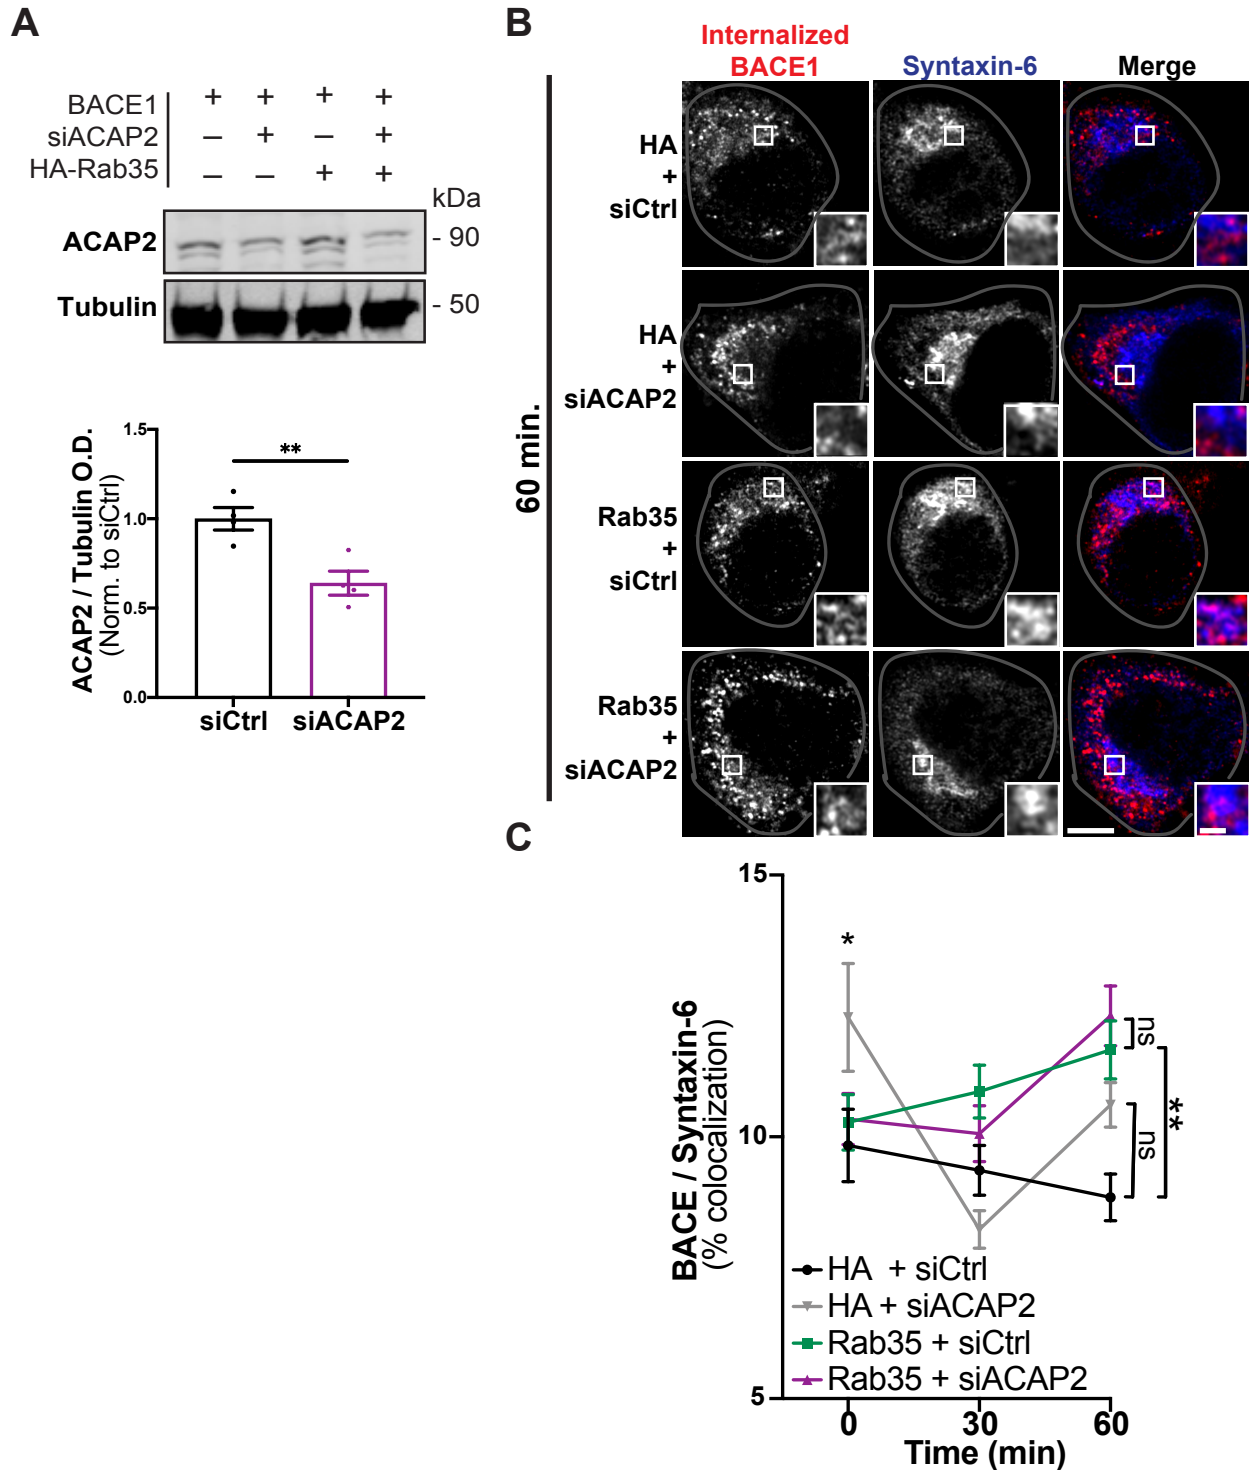 A
BACE1 + + + +
siACAP2 – + – +
HA-Rab35 – – + +
kDa
ACAP2 - 90
Tubulin - 50
ACAP2 / Tubulin O.D.
(Norm. to siCtrl)
1.5
1.0
0.5
0.0
**
siCtrl siACAP2
B
Internalized
BACE1 Syntaxin-6 Merge
60 min.
HA
+
siCtrl
HA
+
siACAP2
Rab35
+
siCtrl
Rab35
+
siACAP2
C
BACE / Syntaxin-6
(% colocalization)
15
10
5
*
ns
**
ns
HA + siCtrl
HA + siACAP2
Rab35 + siCtrl
Rab35 + siACAP2
0 30 60
Time (min)